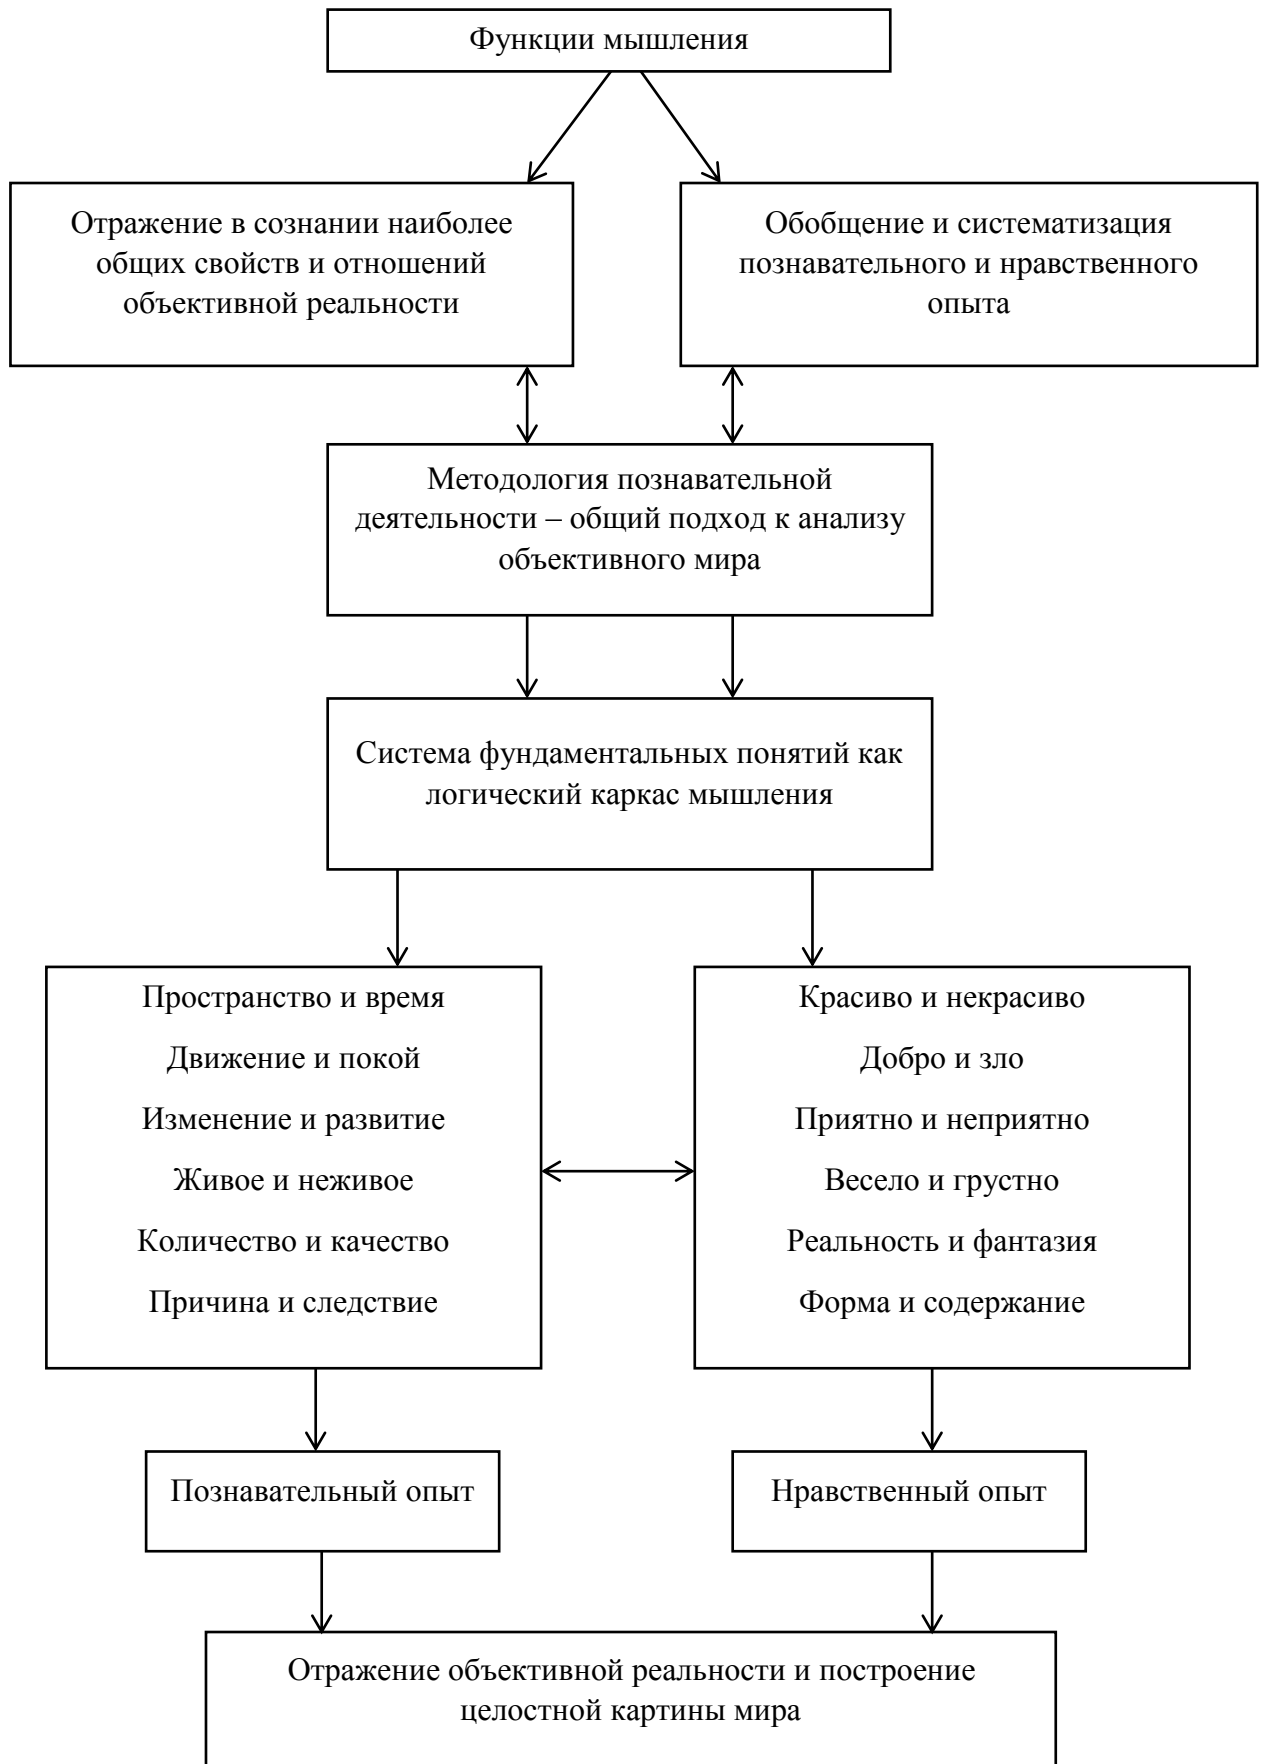 Функции мышления
Отражение в сознании наиболее
общих свойств и отношений
объективной реальности
Обобщение и систематизация
познавательного и нравственного
опыта
Методология познавательной
деятельности – общий подход к анализу
объективного мира
Система фундаментальных понятий как
логический каркас мышления
Пространство и время
Движение и покой
Изменение и развитие
Живое и неживое
Количество и качество
Причина и следствие
Красиво и некрасиво
Добро и зло
Приятно и неприятно
Весело и грустно
Реальность и фантазия
Форма и содержание
Познавательный опыт
Нравственный опыт
Отражение объективной реальности и построение
целостной картины мира